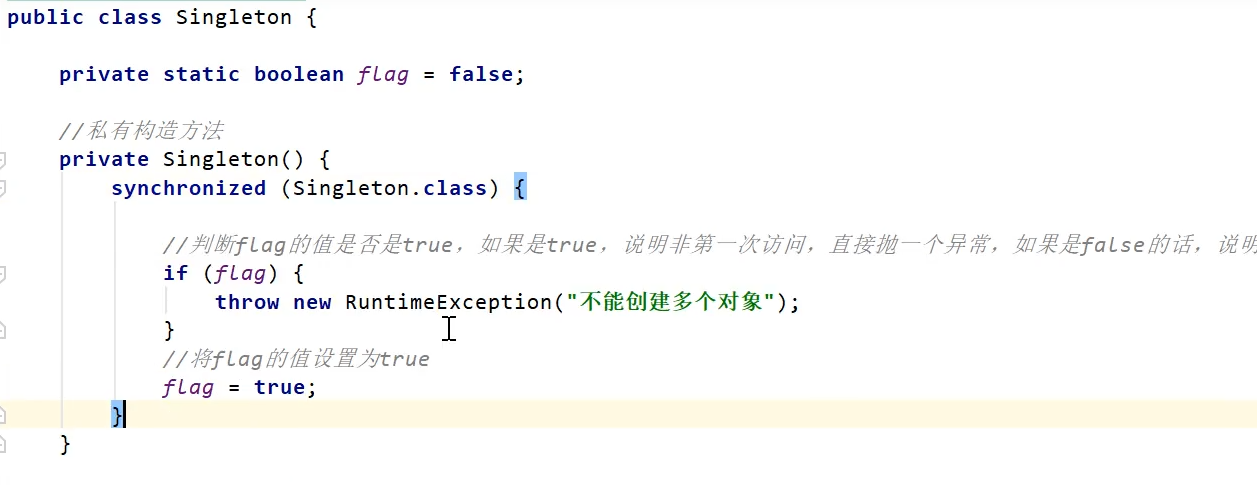 public class Singleton {
private static boolean flag = false;
//私有构造方法
private Singleton() {
synchronized (Singleton.class) {
//判断flag的值是否是true，如果是true，说明非第一次访问，直接抛一个异常，如果是false的话，说明
if (flag) {
throw new RuntimeException("不能创建多个对象");
}
//将flag的值设置为true
flag = true;
}
}